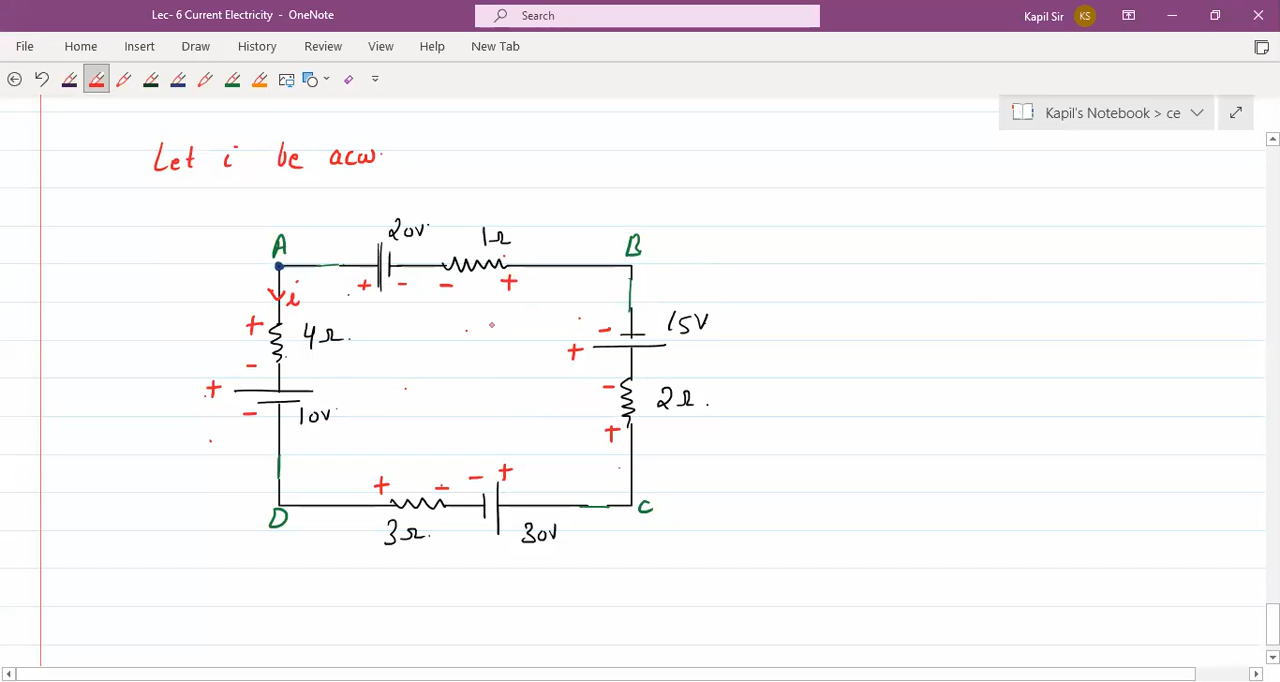 Lec- 6 Current Electricity - OneNote
Search
Kapil Sir KS
File Home Insert Draw History Review View Help New Tab
Kapil's Notebook > ce
Let i be acw.
20V
1Ω
A
B
+ - - +
i
+
4Ω
-
15V
-
+
+
-
10V
-
2Ω
+
+ - - +
D
C
3Ω
30V